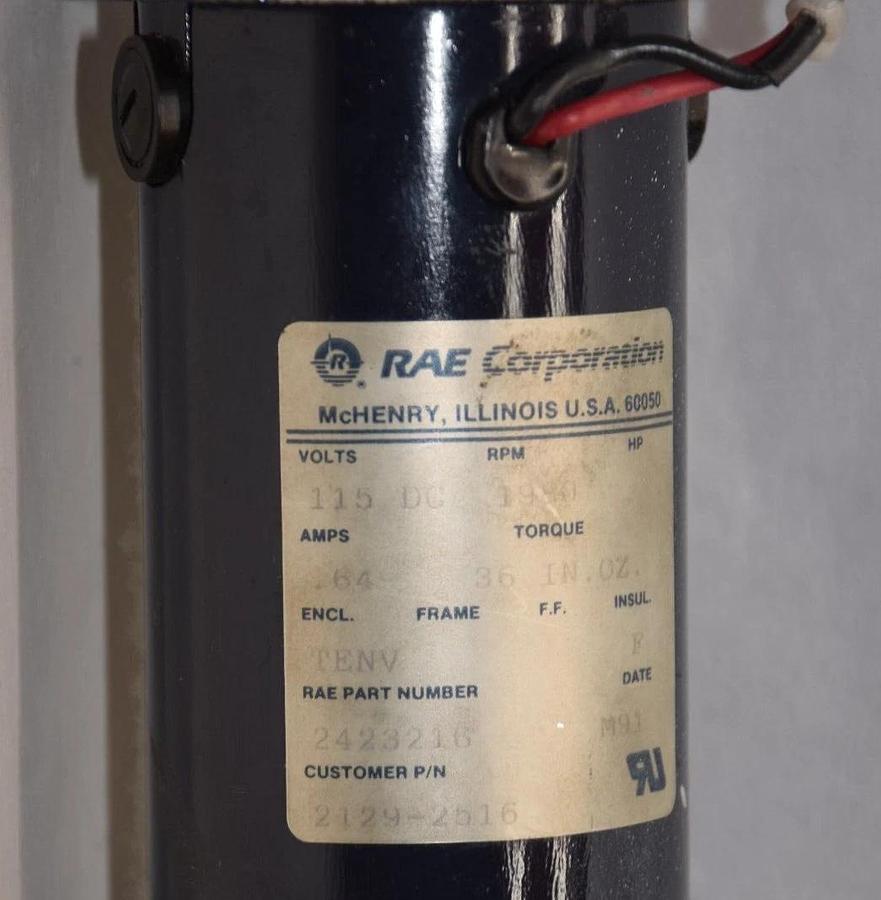 R ® RAE Corporation
McHENRY, ILLINOIS U.S.A. 60050
VOLTS RPM HP
115 DC
AMPS TORQUE
.64 36 IN.OZ.
ENCL. FRAME F.F. INSUL.
TENV F
RAE PART NUMBER DATE
2423216 M91
CUSTOMER P/N
2129-2516